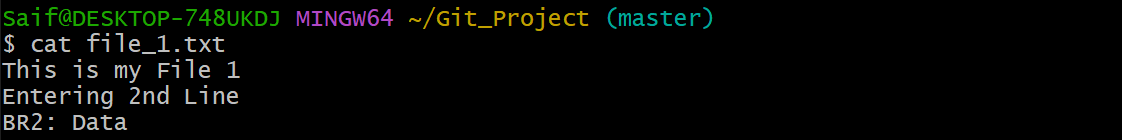 Saif@DESKTOP-748UKDJ MINGW64 ~/Git_Project (master)
$ cat file_1.txt
This is my File 1
Entering 2nd Line
BR2: Data